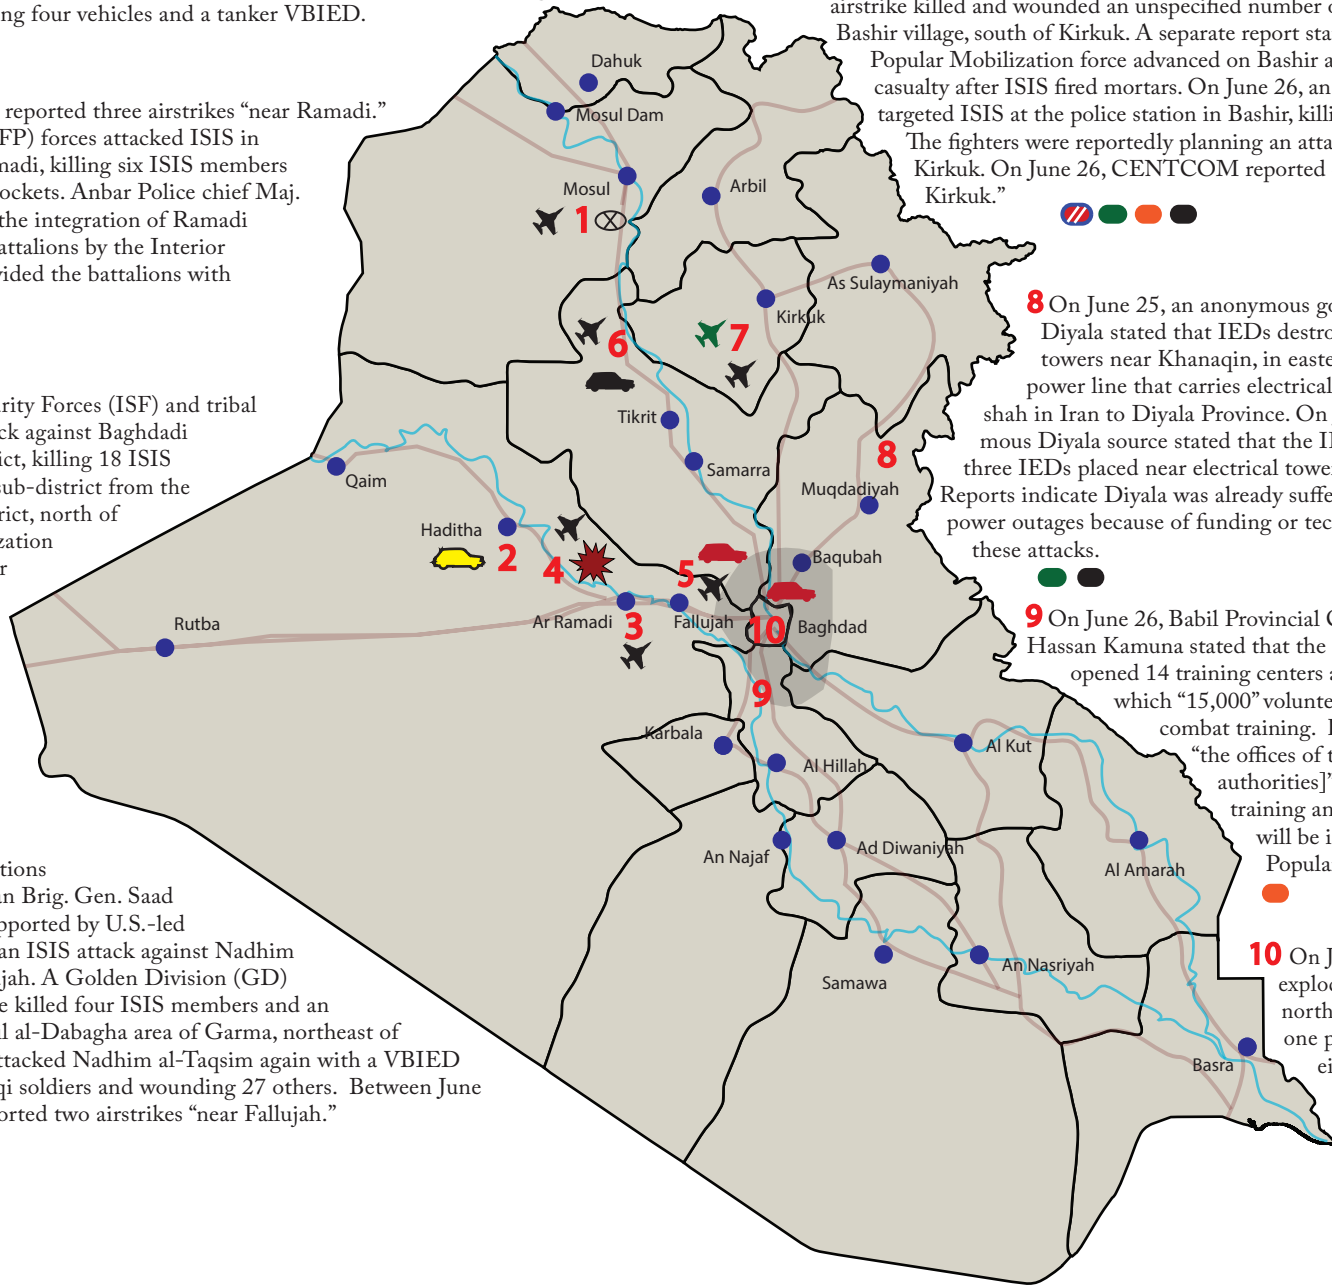 ng four vehicles and a tanker VBIED.
reported three airstrikes “near Ramadi.”
FP) forces attacked ISIS in
madi, killing six ISIS members
ockets. Anbar Police chief Maj.
the integration of Ramadi
attalions by the Interior
vided the battalions with
rity Forces (ISF) and tribal
ck against Baghdadi
ict, killing 18 ISIS
sub-district from the
rict, north of
zation
r
tions
in Brig. Gen. Saad
pported by U.S.-led
an ISIS attack against Nadhim
ujah. A Golden Division (GD)
e killed four ISIS members and an
il al-Dabagha area of Garma, northeast of
ttacked Nadhim al-Taqsim again with a VBIED
qi soldiers and wounding 27 others. Between June
orted two airstrikes “near Fallujah.”
Dahuk
Mosul Dam
Mosul
Arbil
1
As Sulaymaniyah
Kirkuk
6
7
Tikrit
Samarra
8
Qaim
Muqdadiyah
Haditha
2
4
5
Baqubah
Rutba
Ar Ramadi
3
Fallujah
10
Baghdad
9
Karbala
Al Hillah
Al Kut
An Najaf
Ad Diwaniyah
Al Amarah
Samawa
An Nasriyah
Basra
airstrike killed and wounded an unspecified number o
Bashir village, south of Kirkuk. A separate report sta
Popular Mobilization force advanced on Bashir a
casualty after ISIS fired mortars. On June 26, an
targeted ISIS at the police station in Bashir, killi
The fighters were reportedly planning an atta
Kirkuk. On June 26, CENTCOM reported
Kirkuk.”
8 On June 25, an anonymous go
Diyala stated that IEDs destro
towers near Khanaqin, in easte
power line that carries electrical
shah in Iran to Diyala Province. On
mous Diyala source stated that the IE
three IEDs placed near electrical tower
Reports indicate Diyala was already suffe
power outages because of funding or tec
these attacks.
9 On June 26, Babil Provincial C
Hassan Kamuna stated that the
opened 14 training centers a
which “15,000” volunte
combat training.
“the offices of t
authorities]”
training an
will be i
Popula
10 On J
explod
north
one p
ei